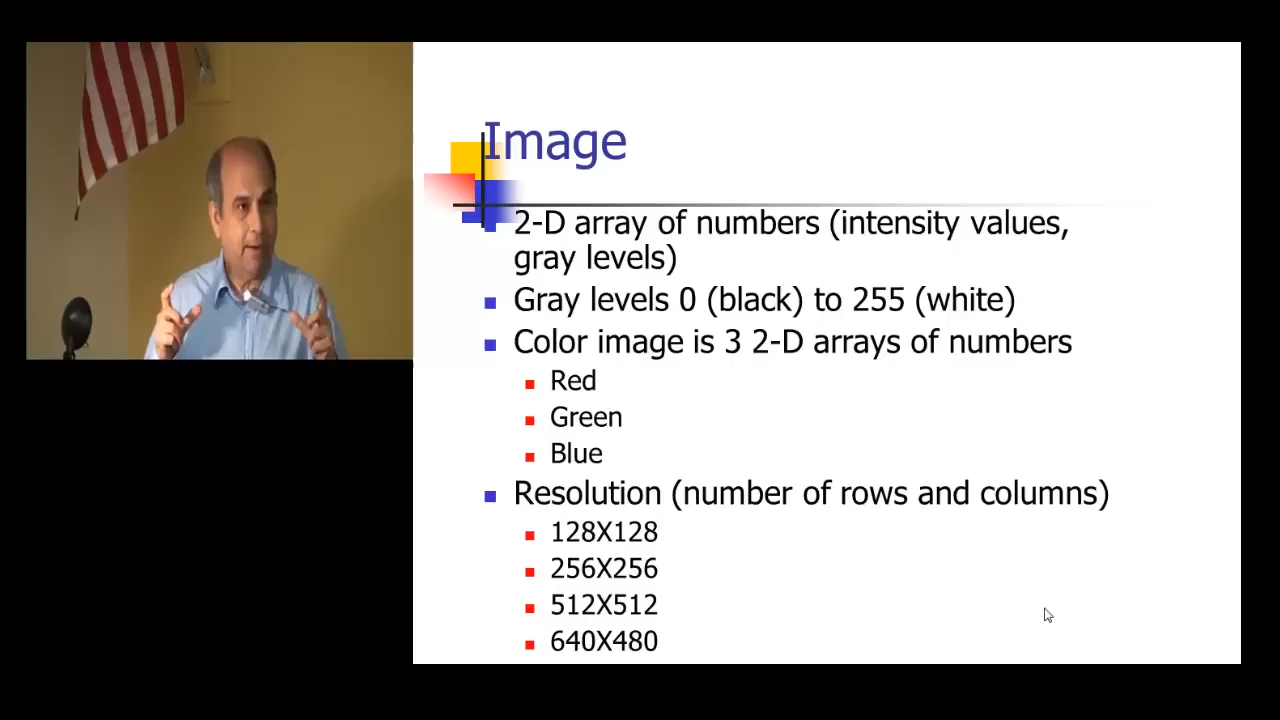 Image
2-D array of numbers (intensity values,
gray levels)
Gray levels 0 (black) to 255 (white)
Color image is 3 2-D arrays of numbers
Red
Green
Blue
Resolution (number of rows and columns)
128X128
256X256
512X512
640X480